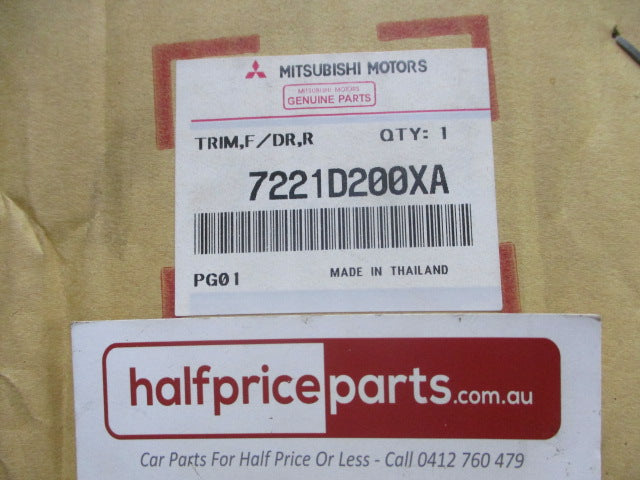 MITSUBISHI MOTORS
MITSUBISHI MOTORS
GENUINE PARTS
TRIM,F/DR,R QTY: 1
7221D200XA
PG01 MADE IN THAILAND
halfpriceparts.com.au
Car Parts For Half Price Or Less - Call 0412 760 479